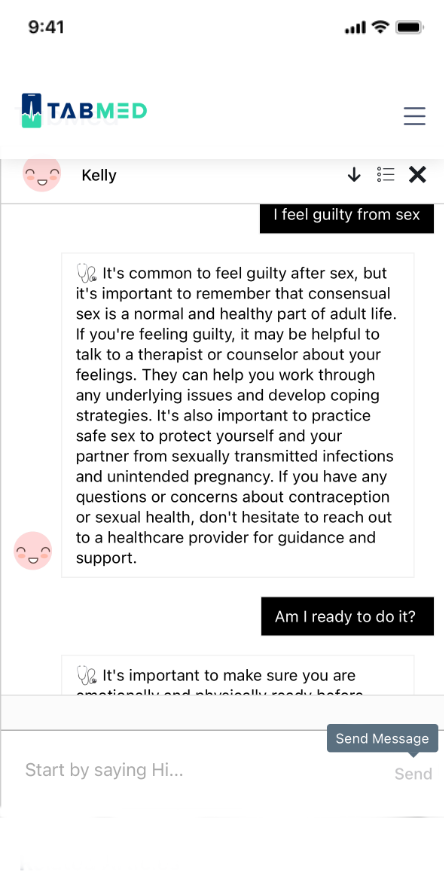 9:41
TABMED
Kelly
I feel guilty from sex
It's common to feel guilty after sex, but
it's important to remember that consensual
sex is a normal and healthy part of adult life.
If you're feeling guilty, it may be helpful to
talk to a therapist or counselor about your
feelings. They can help you work through
any underlying issues and develop coping
strategies. It's also important to practice
safe sex to protect yourself and your
partner from sexually transmitted infections
and unintended pregnancy. If you have any
questions or concerns about contraception
or sexual health, don't hesitate to reach out
to a healthcare provider for guidance and
support.
Am I ready to do it?
It's important to make sure you are
emotionally and physically ready before
Send Message
Start by saying Hi...
Send